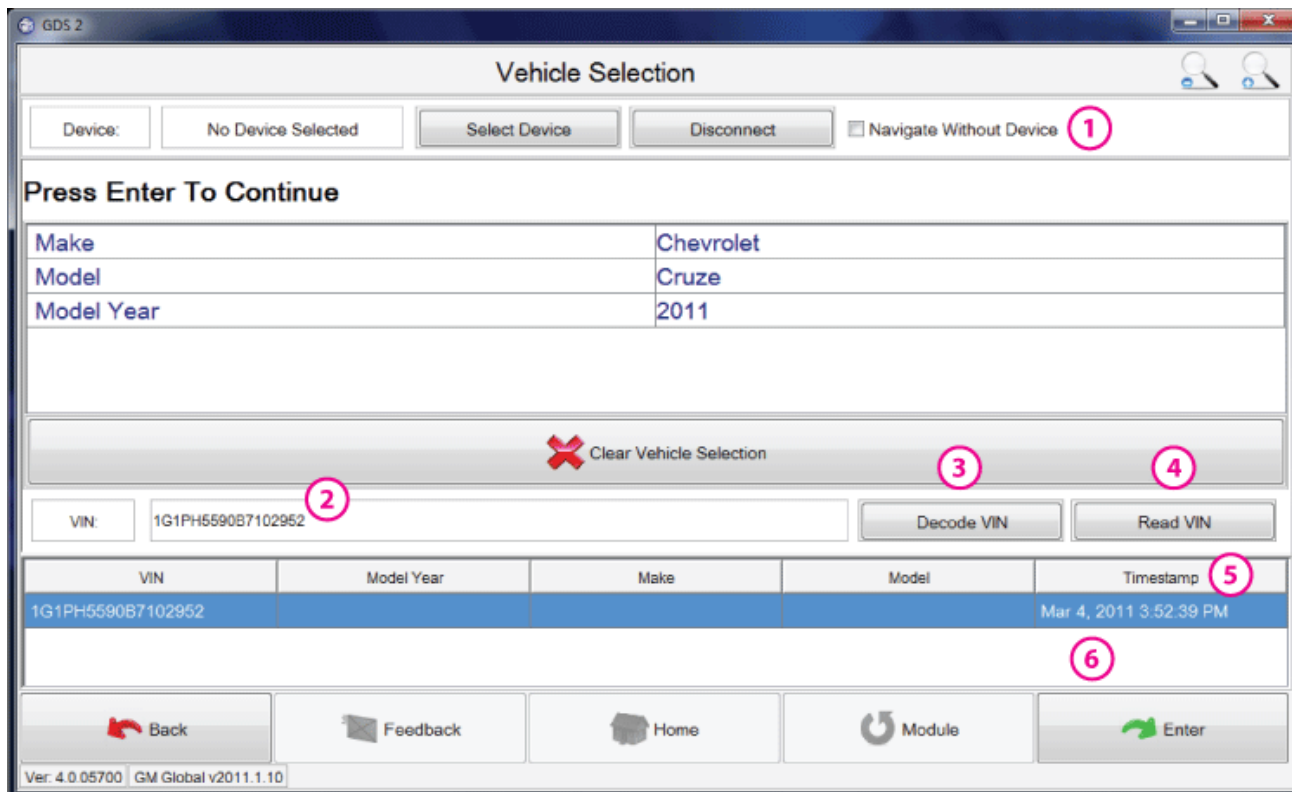 GDS 2
Vehicle Selection
Device: No Device Selected Select Device Disconnect Navigate Without Device 1
Press Enter To Continue
Make Chevrolet
Model Cruze
Model Year 2011
Clear Vehicle Selection
3 4
2
VIN: 1G1PH5590B7102952 Decode VIN Read VIN
VIN Model Year Make Model Timestamp 5
1G1PH5590B7102952 Mar 4, 2011 3:52:39 PM
6
Back Feedback Home Module Enter
Ver: 4.0.05700 GM Global v2011.1.10